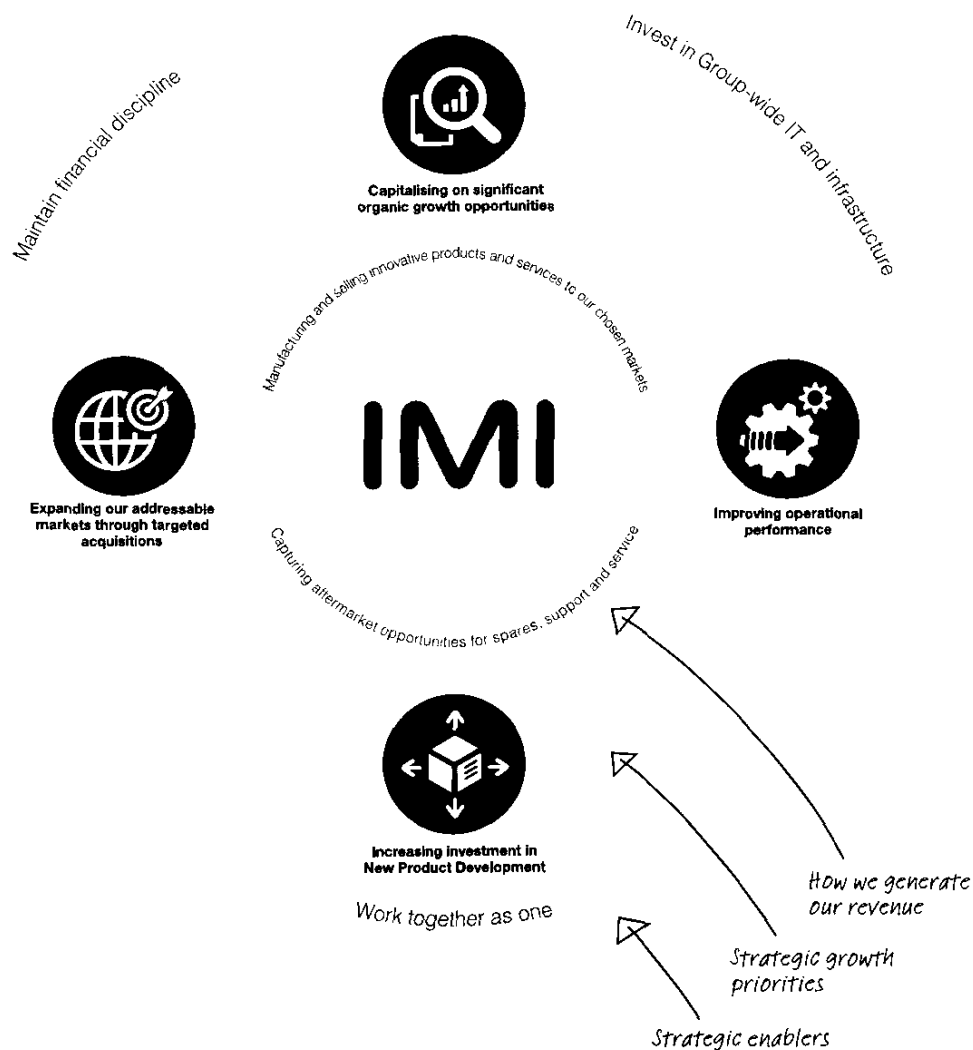 Maintain financial discipline
Invest in Group-wide IT and infrastructure
Capitalising on significant
organic growth opportunities
Manufacturing and selling innovative products and services to our chosen markets
IMI
Expanding our addressable
markets through targeted
acquisitions
Improving operational
performance
Capturing aftermarket opportunities for spares, support and service
Increasing investment in
New Product Development
Work together as one
How we generate
our revenue
Strategic growth
priorities
Strategic enablers